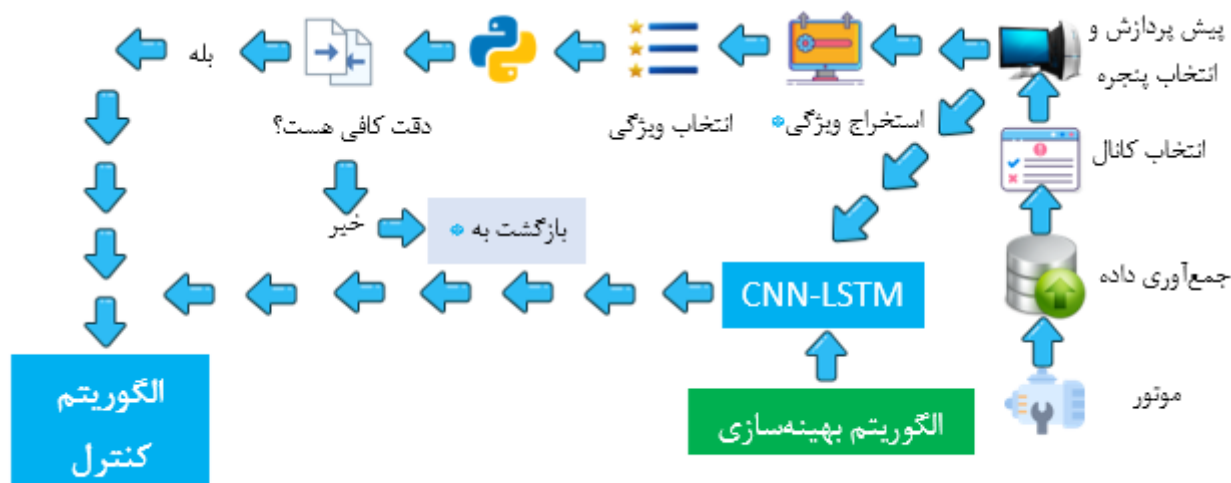 پیش پردازش و
انتخاب پنجره
بله
استخراج ویژگی*
انتخاب ویژگی
دقت کافی هست؟
انتخاب کانال
خیر
بازگشت به *
جمع‌آوری داده
CNN-LSTM
موتور
الگوریتم بهینه‌سازی
الگوریتم
کنترل